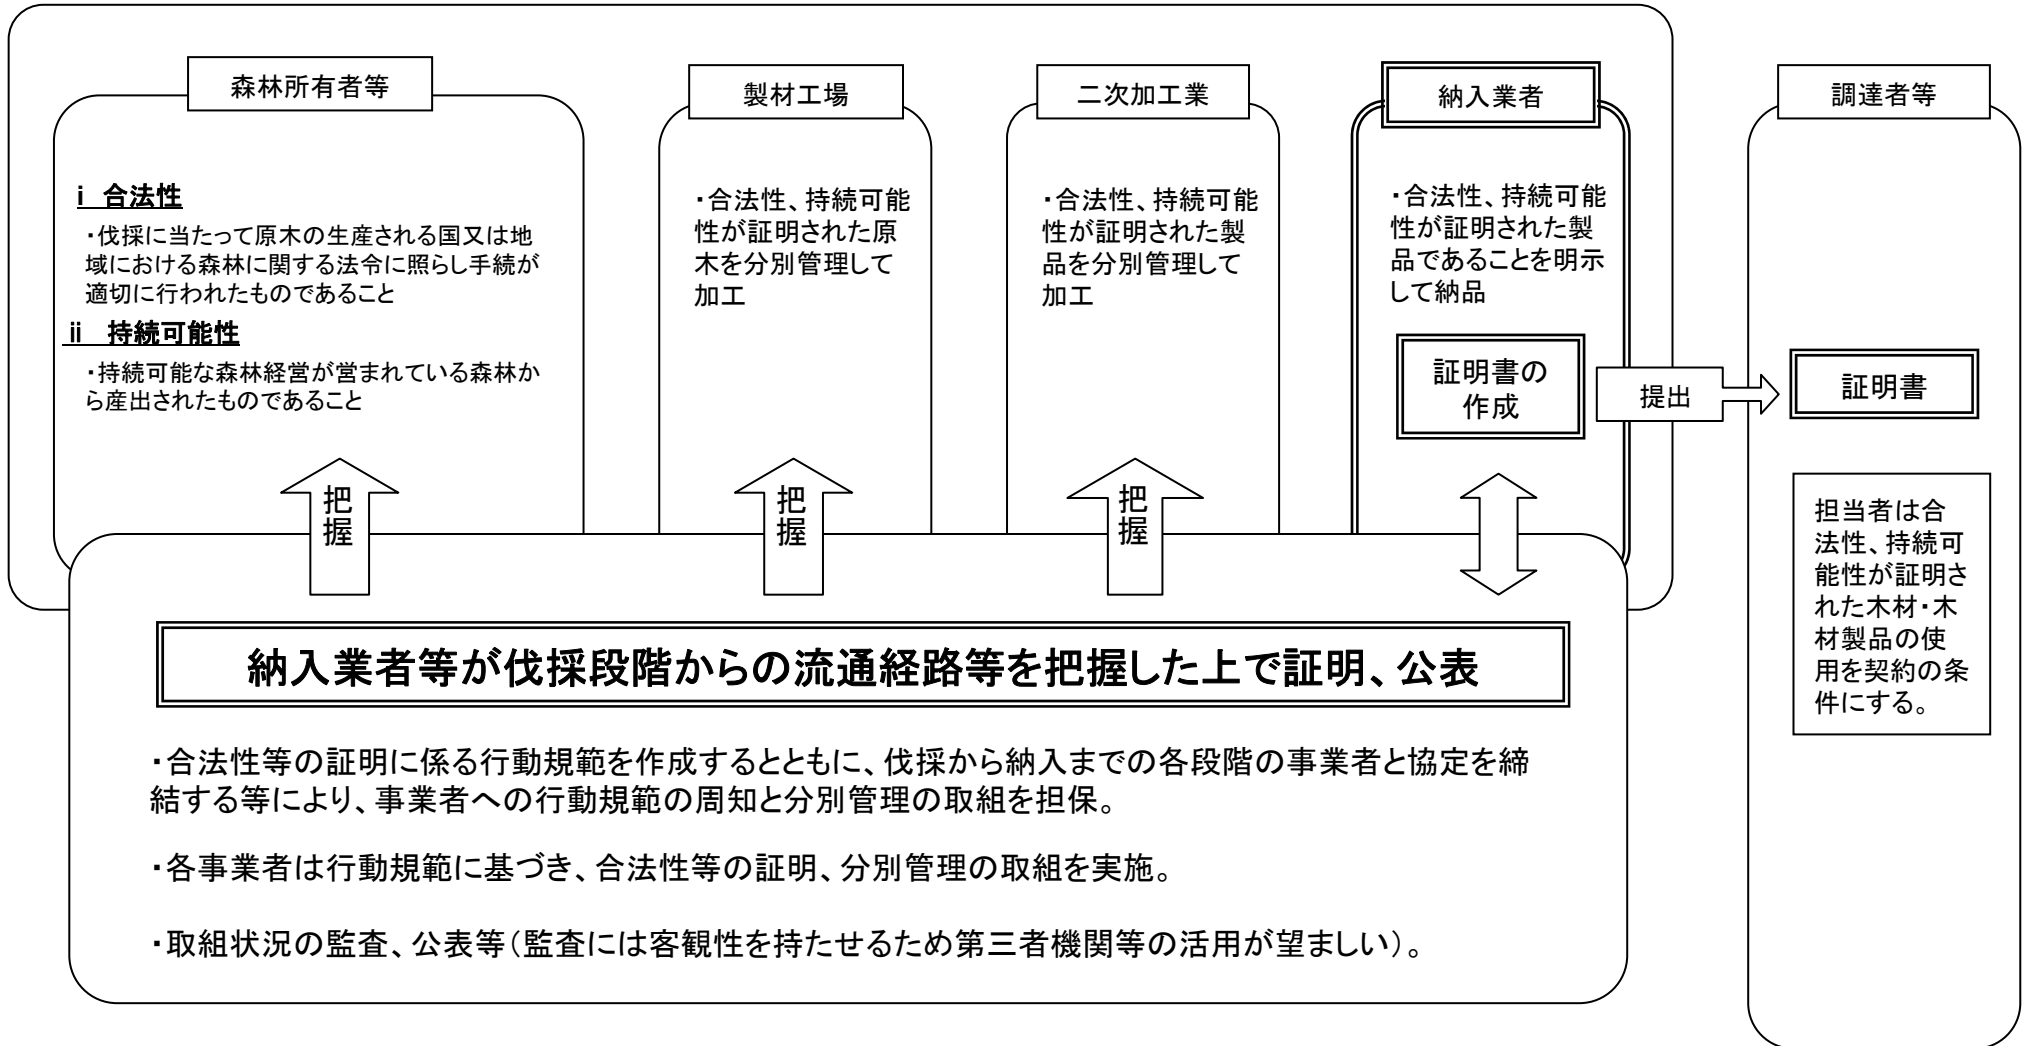 森林所有者等
i 合法性
・伐採に当たって原木の生産される国又は地
域における森林に関する法令に照らし手続が
適切に行われたものであること
ii 持続可能性
・持続可能な森林経営が営まれている森林か
ら産出されたものであること
把
握
製材工場
・合法性、持続可能
性が証明された原
木を分別管理して
加工
把
握
二次加工業
・合法性、持続可能
性が証明された製
品を分別管理して
加工
把
握
納入業者
・合法性、持続可能
性が証明された製
品であることを明示
して納品
証明書の
作成
提出
調達者等
証明書
担当者は合
法性、持続可
能性が証明さ
れた木材・木
材製品の使
用を契約の条
件にする。
納入業者等が伐採段階からの流通経路等を把握した上で証明、公表
・合法性等の証明に係る行動規範を作成するとともに、伐採から納入までの各段階の事業者と協定を締
結する等により、事業者への行動規範の周知と分別管理の取組を担保。
・各事業者は行動規範に基づき、合法性等の証明、分別管理の取組を実施。
・取組状況の監査、公表等（監査には客観性を持たせるため第三者機関等の活用が望ましい）。